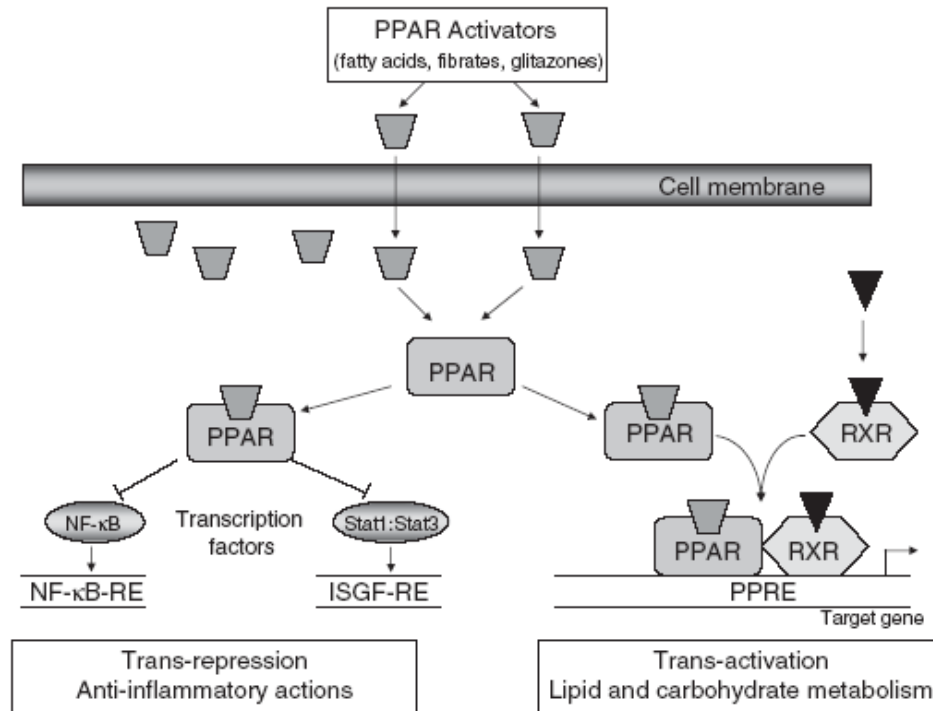 PPAR Activators
(fatty acids, fibrates, glitazones)
Cell membrane
PPAR
PPAR
PPAR
RXR
NF-κB
Transcription
factors
Stat1:Stat3
PPAR
RXR
NF-κB-RE
ISGF-RE
PPRE
Target gene
Trans-repression
Anti-inflammatory actions
Trans-activation
Lipid and carbohydrate metabolism